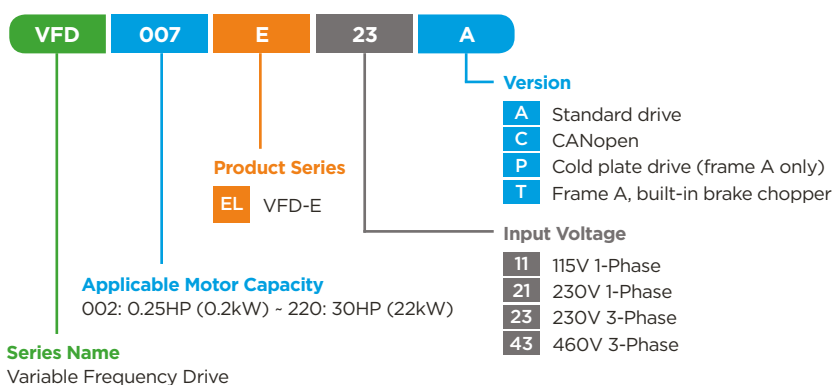 VFD 007 E 23 A
Version
A Standard drive
C CANopen
P Cold plate drive (frame A only)
T Frame A, built-in brake chopper
Product Series
EL VFD-E
Input Voltage
11 115V 1-Phase
21 230V 1-Phase
23 230V 3-Phase
43 460V 3-Phase
Applicable Motor Capacity
002: 0.25HP (0.2kW) ~ 220: 30HP (22kW)
Series Name
Variable Frequency Drive